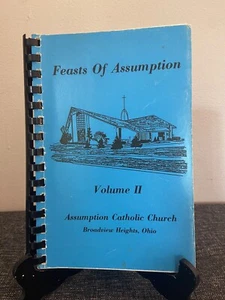 Feasts Of Assumption
Volume II
Assumption Catholic Church
Broadview Heights, Ohio